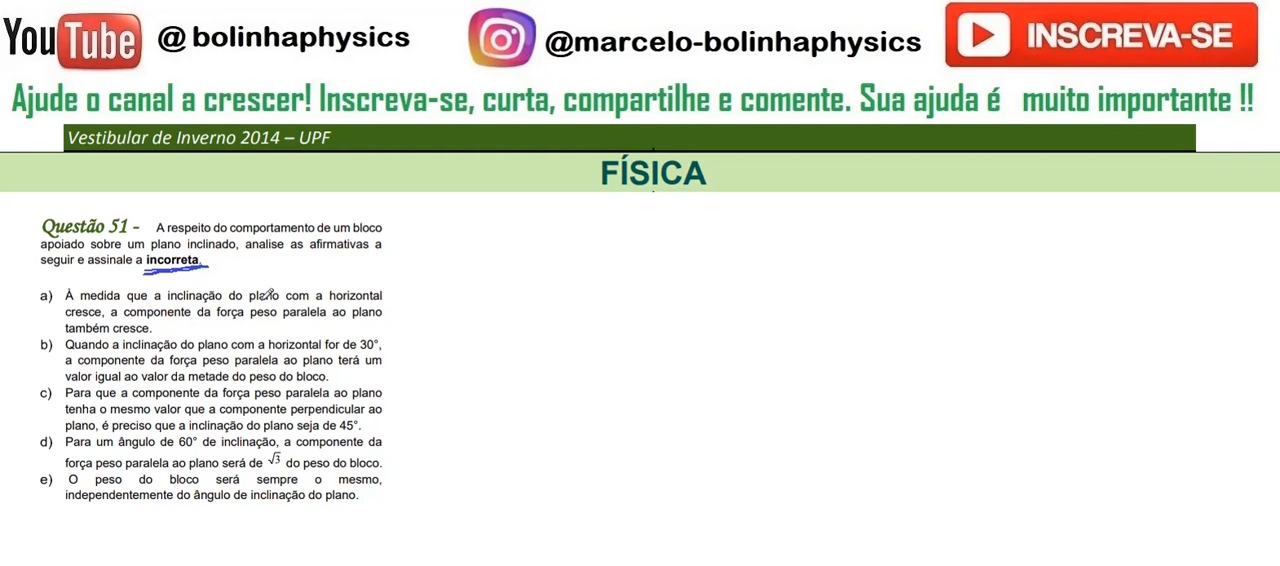 YouTube @ bolinhaphysics @marcelo-bolinhaphysics INSCREVA-SE
Ajude o canal a crescer! Inscreva-se, curta, compartilhe e comente. Sua ajuda é muito importante !!
Vestibular de Inverno 2014 – UPF
FÍSICA
Questão 51 - A respeito do comportamento de um bloco
apoiado sobre um plano inclinado, analise as afirmativas a
seguir e assinale a incorreta.
a) À medida que a inclinação do plano com a horizontal
cresce, a componente da força peso paralela ao plano
também cresce.
b) Quando a inclinação do plano com a horizontal for de 30°,
a componente da força peso paralela ao plano terá um
valor igual ao valor da metade do peso do bloco.
c) Para que a componente da força peso paralela ao plano
tenha o mesmo valor que a componente perpendicular ao
plano, é preciso que a inclinação do plano seja de 45°.
d) Para um ângulo de 60° de inclinação, a componente da
força peso paralela ao plano será de √3 do peso do bloco.
e) O peso do bloco será sempre o mesmo,
independentemente do ângulo de inclinação do plano.